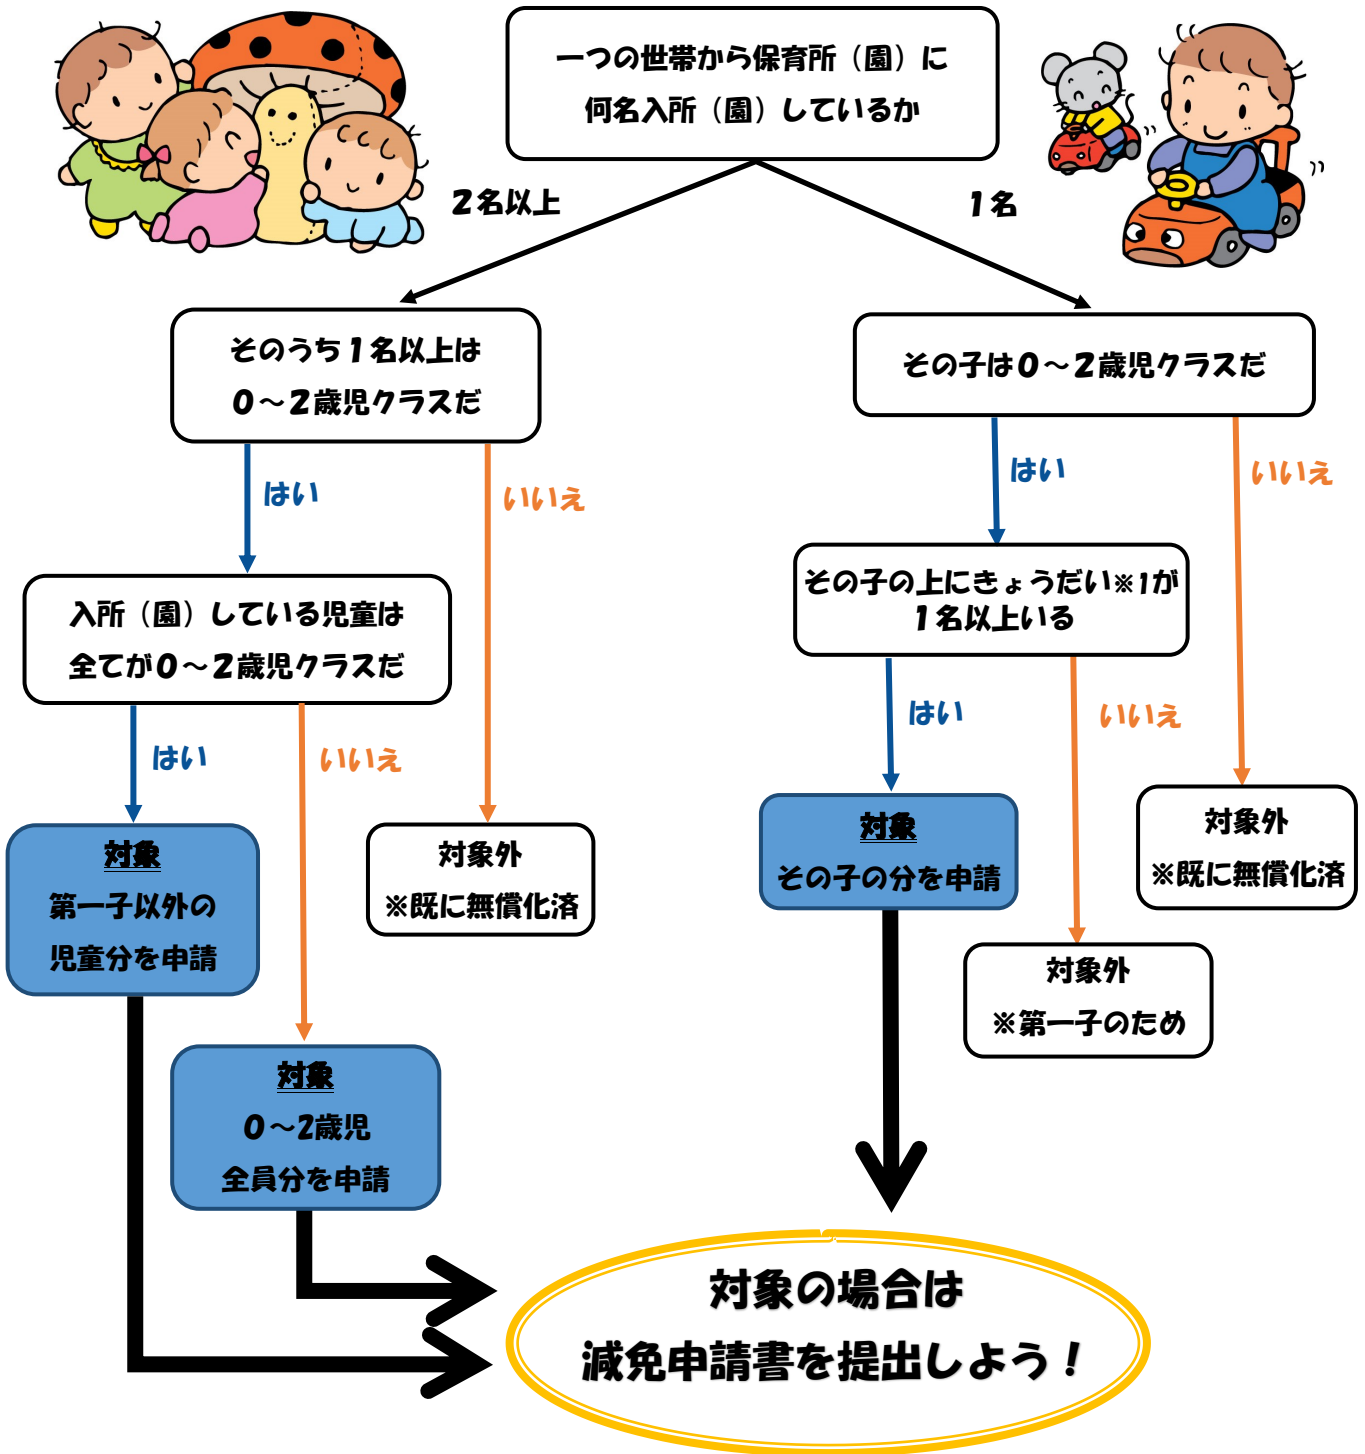 一つの世帯から保育所（園）に
何名入所（園）しているか
２名以上
１名
そのうち１名以上は
０～２歳児クラスだ
その子は０～２歳児クラスだ
はい
いいえ
はい
いいえ
入所（園）している児童は
全てが０～２歳児クラスだ
その子の上にきょうだい※1が
１名以上いる
はい
いいえ
はい
いいえ
対象
第一子以外の
児童分を申請
対象外
※既に無償化済
対象
その子の分を申請
対象外
※既に無償化済
対象外
※第一子のため
対象
０～2歳児
全員分を申請
対象の場合は
減免申請書を提出しよう！